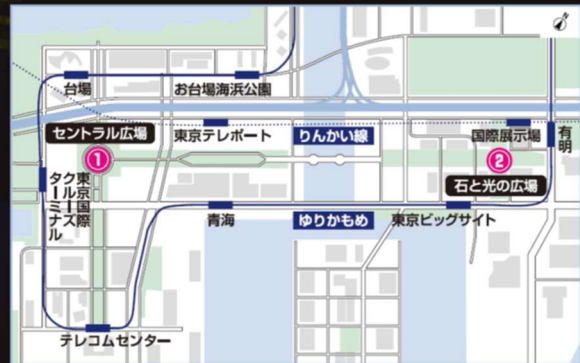 台場
お台場海浜公園
セントラル広場
東京テレポート
りんかい線
国際展示場
有明
1
2
石と光の広場
東京国際
クルーズ
ターミナル
青海
ゆりかもめ
東京ビッグサイト
テレコムセンター